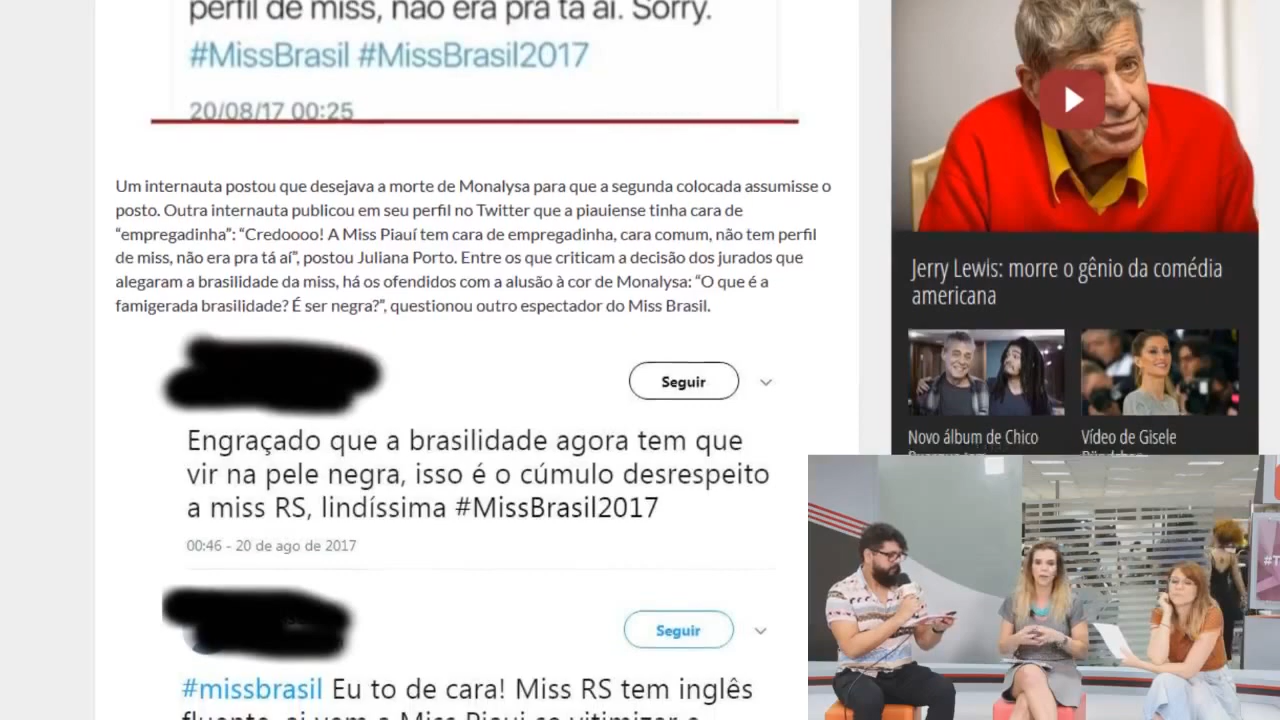 perfil de miss, não era pra tá aí. Sorry.
#MissBrasil #MissBrasil2017
20/08/17 00:25
Um internauta postou que desejava a morte de Monalysa para que a segunda colocada assumisse o
posto. Outra internauta publicou em seu perfil no Twitter que a piauiense tinha cara de
“empregadinha”: “Credoooo! A Miss Piauí tem cara de empregadinha, cara comum, não tem perfil
de miss, não era pra tá aí”, postou Juliana Porto. Entre os que criticam a decisão dos jurados que
alegaram a brasilidade da miss, há os ofendidos com a alusão à cor de Monalysa: “O que é a
famigerada brasilidade? É ser negra?”, questionou outro espectador do Miss Brasil.
Seguir
Engraçado que a brasilidade agora tem que
vir na pele negra, isso é o cúmulo desrespeito
a miss RS, lindíssima #MissBrasil2017
00:46 - 20 de ago de 2017
Seguir
#missbrasil Eu to de cara! Miss RS tem inglês
fluente, ai vem a Miss Piaui se vitimizar e
Jerry Lewis: morre o gênio da comédia
americana
Novo álbum de Chico
Vídeo de Gisele
#T